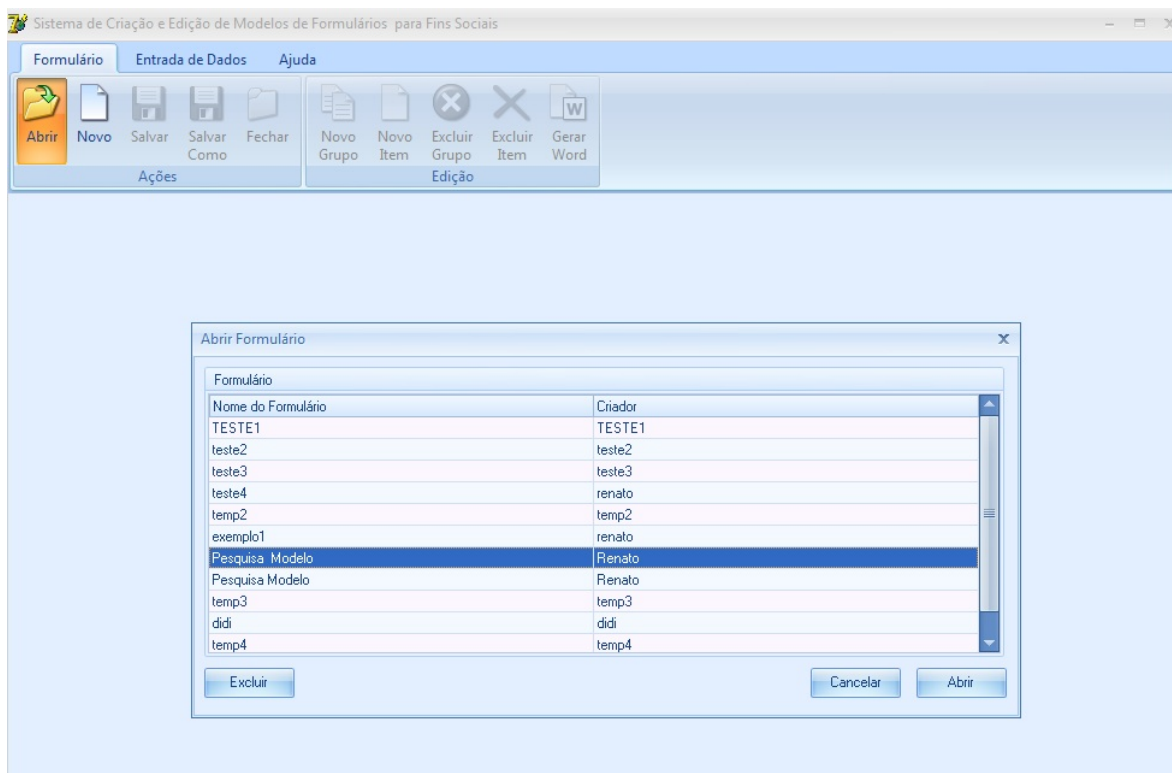 Sistema de Criação e Edição de Modelos de Formulários para Fins Sociais
Formulário Entrada de Dados Ajuda
Abrir Novo Salvar Salvar Como Fechar Novo Grupo Novo Item Excluir Grupo Excluir Item Gerar Word
Ações Edição
Abrir Formulário
Formulário
Nome do Formulário Criador
TESTE1 TESTE1
teste2 teste2
teste3 teste3
teste4 renato
temp2 temp2
exemplo1 renato
Pesquisa  Modelo Renato
Pesquisa Modelo Renato
temp3 temp3
didi didi
temp4 temp4
Excluir Cancelar Abrir